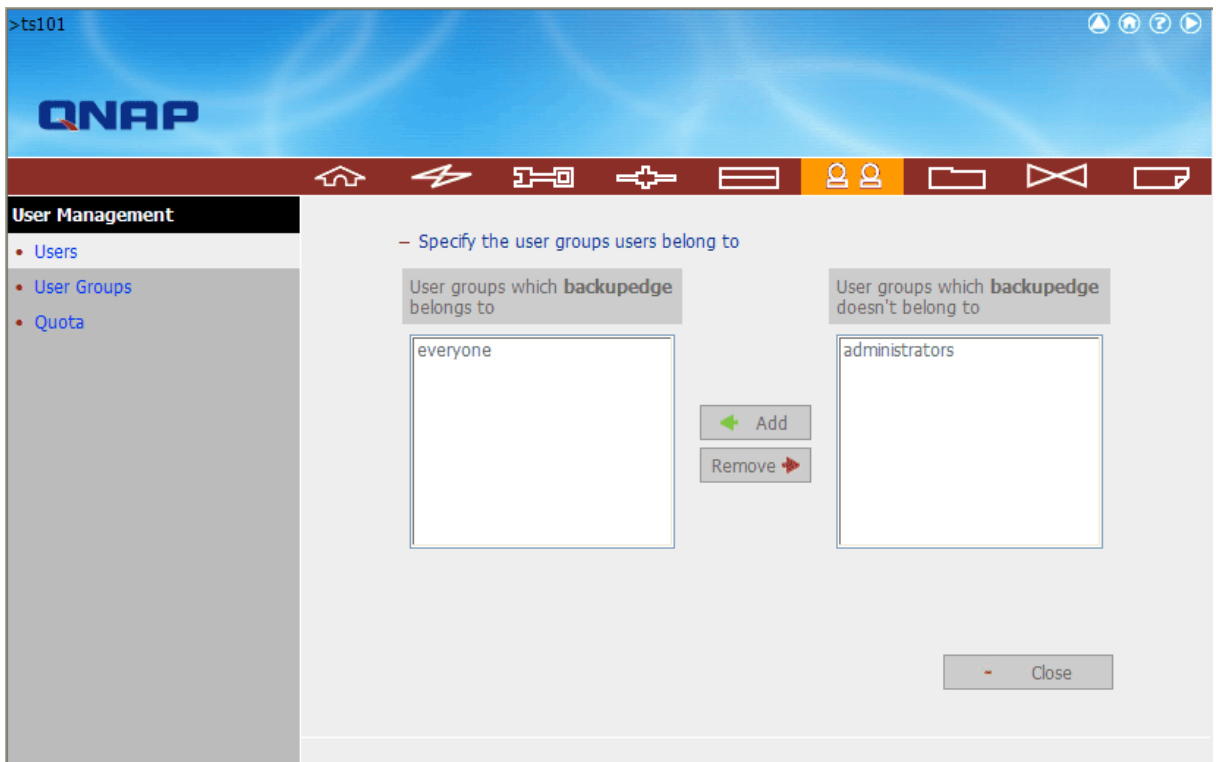 >ts101
QNAP
User Management
• Users
• User Groups
• Quota
– Specify the user groups users belong to
User groups which backupedge
belongs to
everyone
Add
Remove
User groups which backupedge
doesn't belong to
administrators
- Close